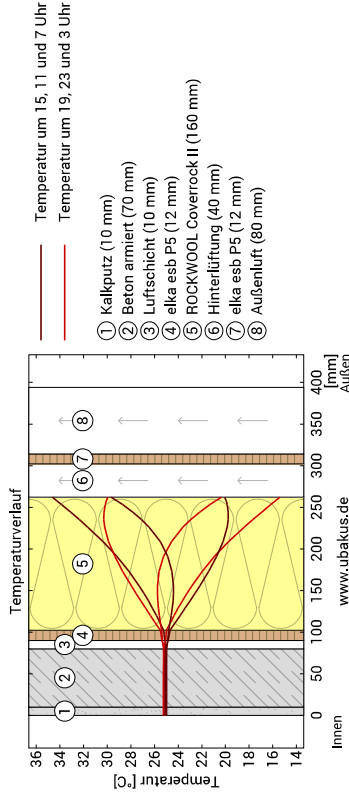 Temperaturverlauf
Temperatur [°C]
36
34
32
30
28
26
24
22
20
18
16
14
1
2
3
4
5
6
7
8
0
50
100
150
200
250
300
350
400
[mm]
Innen
www.ubakus.de
Außen
Temperatur um 15, 11 und 7 Uhr
Temperatur um 19, 23 und 3 Uhr
1 Kalkputz (10 mm)
2 Beton armiert (70 mm)
3 Luftschicht (10 mm)
4 elka esb P5 (12 mm)
5 ROCKWOOL Coverrock II (160 mm)
6 Hinterlüftung (40 mm)
7 elka esb P5 (12 mm)
8 Außenluft (80 mm)